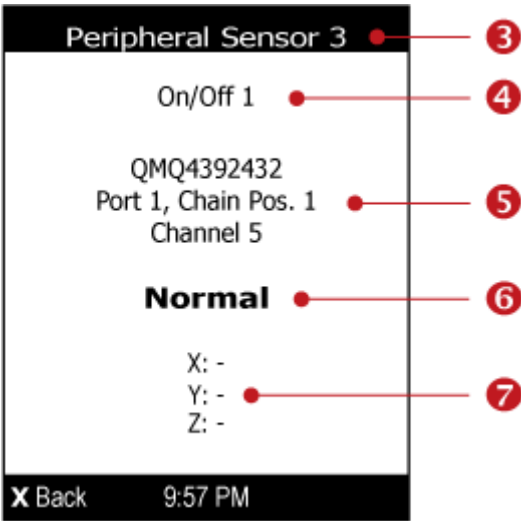 Peripheral Sensor 3
3
On/Off 1
4
QMQ4392432
Port 1, Chain Pos. 1
5
Channel 5
Normal
6
X: -
Y: -
7
Z: -
X Back 9:57 PM